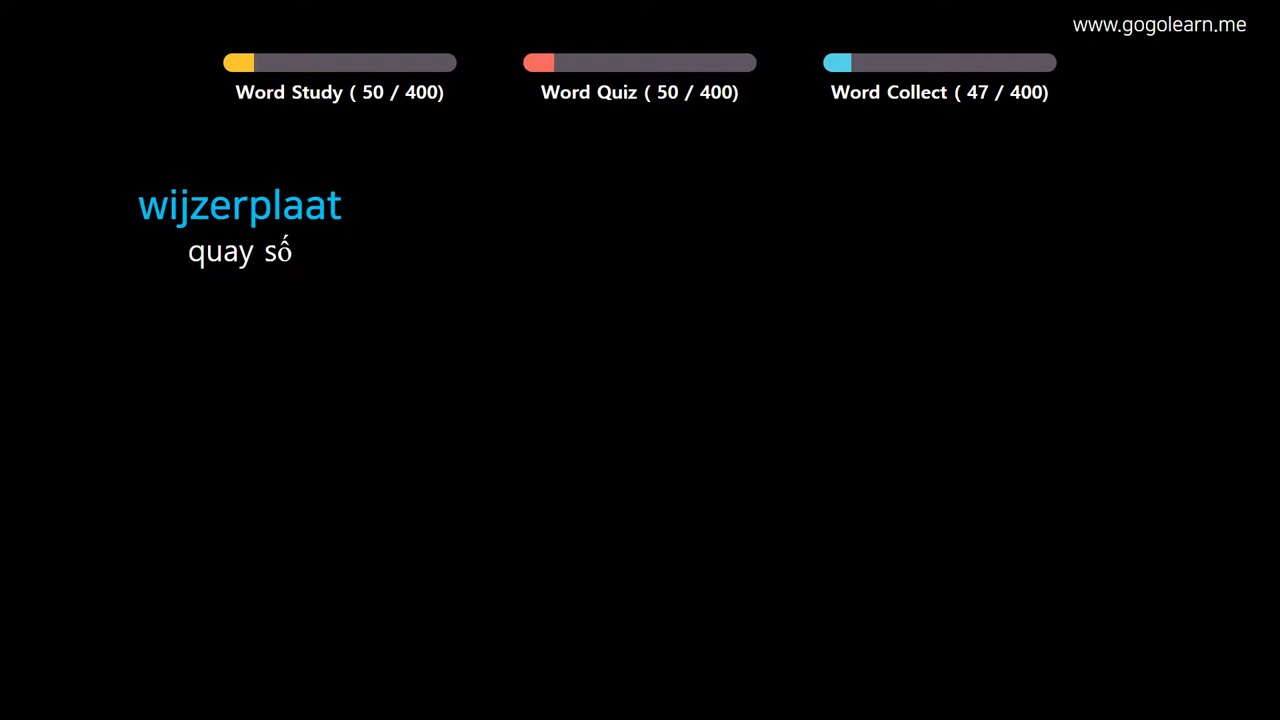 www.gogolearn.me
Word Study ( 50 / 400)
Word Quiz ( 50 / 400)
Word Collect ( 47 / 400)
wijzerplaat
quay số